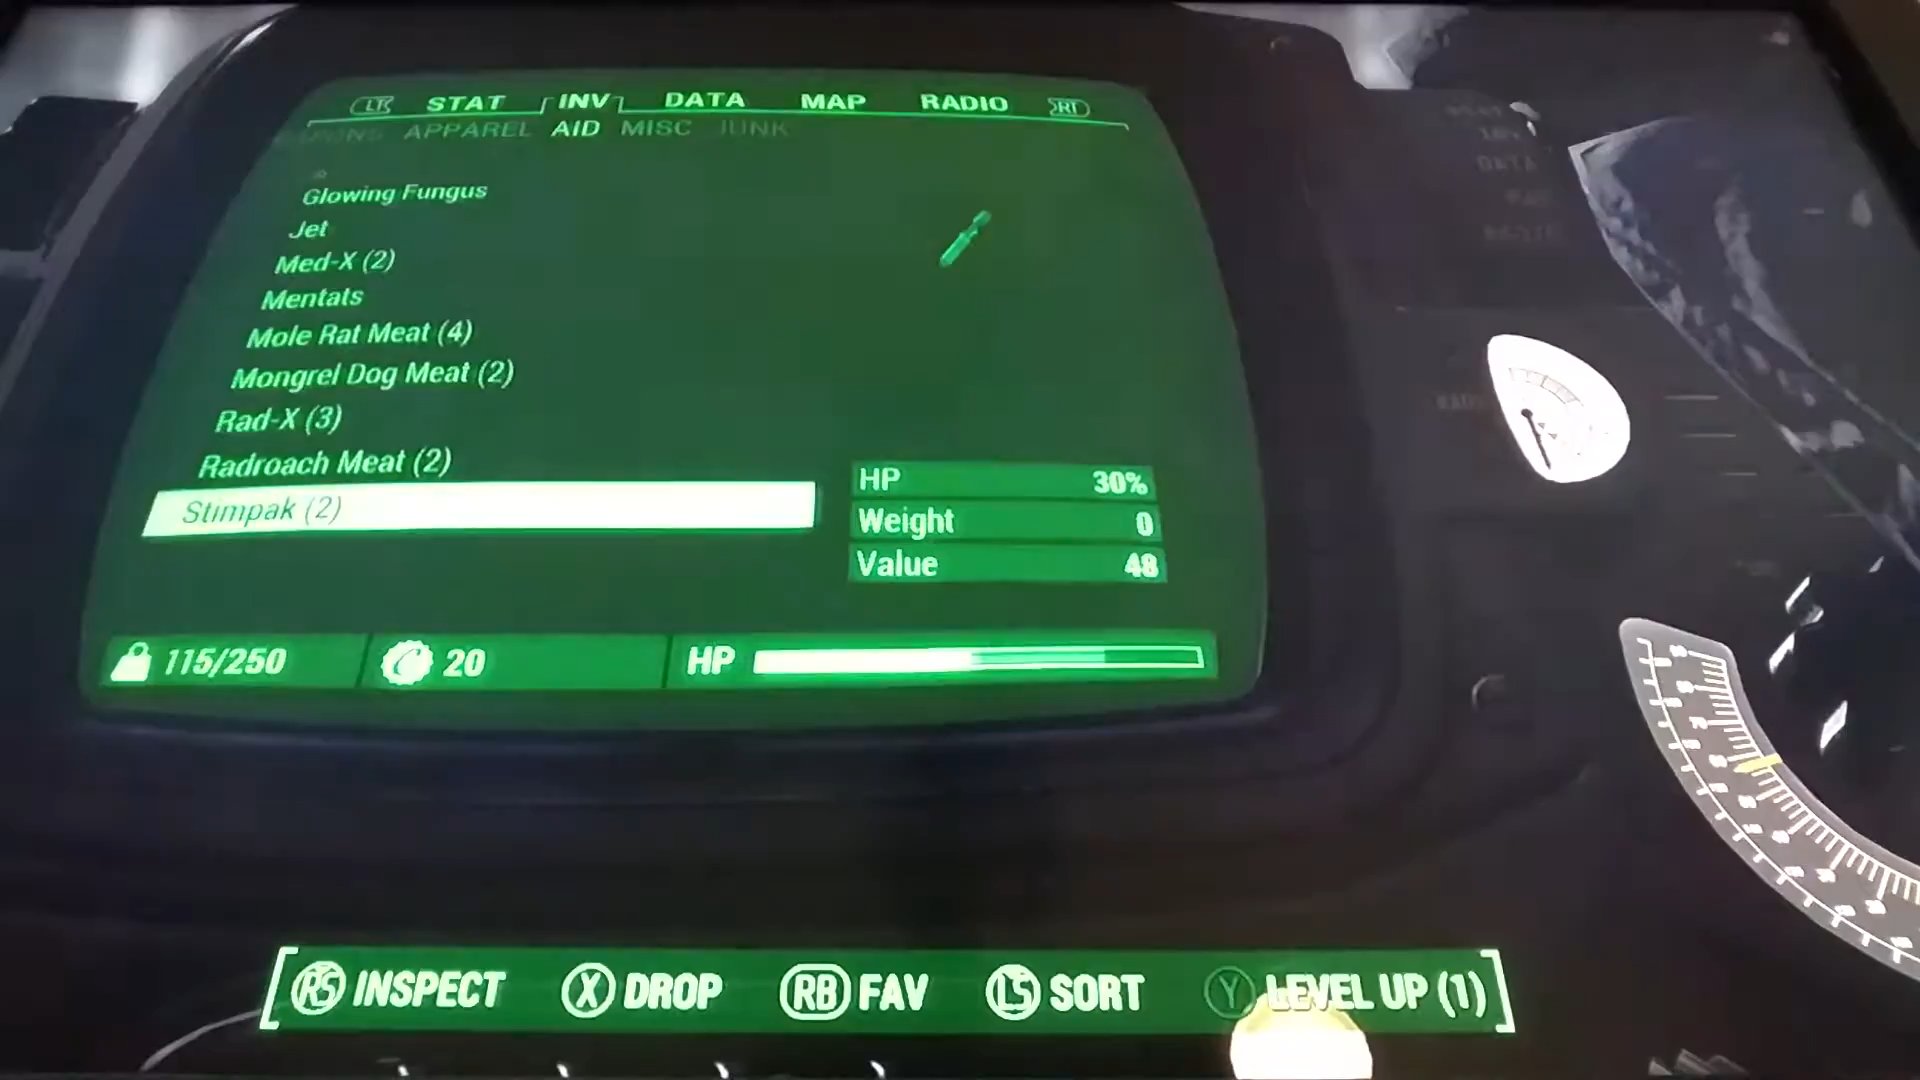 LT STAT INV DATA MAP RADIO RT
APPAREL AID MISC JUNK
Glowing Fungus
Jet
Med-X (2)
Mentats
Mole Rat Meat (4)
Mongrel Dog Meat (2)
Rad-X (3)
Radroach Meat (2)
Stimpak (2)
HP 30%
Weight 0
Value 48
115/250 20 HP
RS INSPECT X DROP RB FAV LS SORT Y LEVEL UP (1)
DATA
RADS